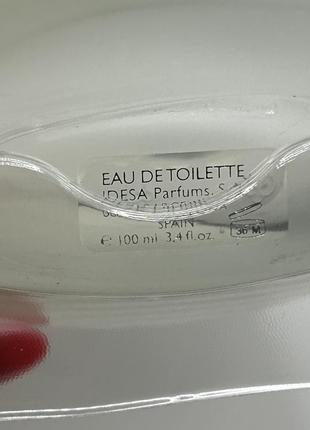 EAU DE TOILETTE
IDESA Parfums, S.
SPAIN
℮ 100 ml 3,4 fl.oz.
36 M